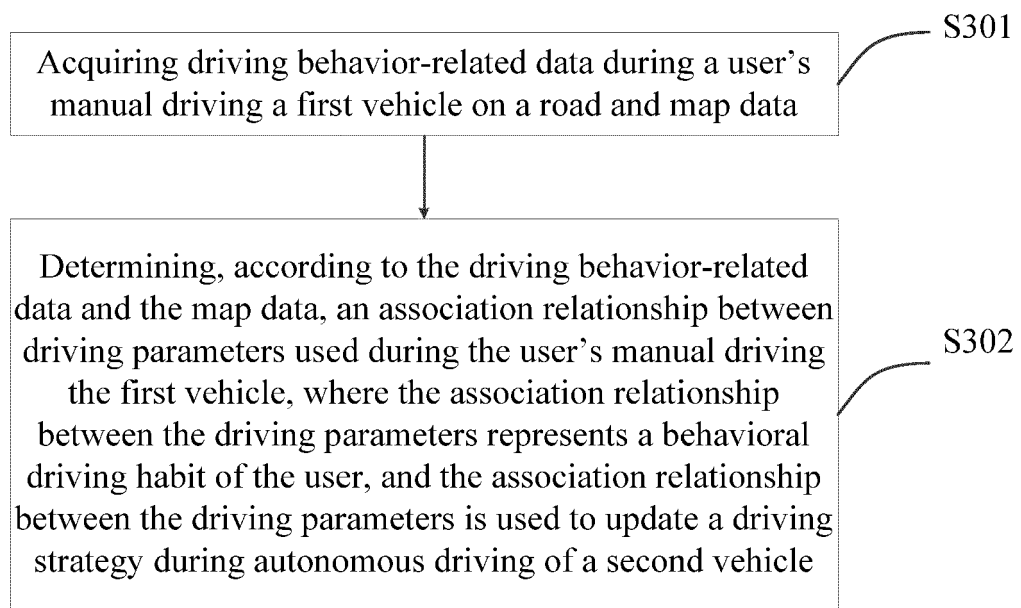 S301
Acquiring driving behavior-related data during a user's
manual driving a first vehicle on a road and map data
S302
Determining, according to the driving behavior-related
data and the map data, an association relationship between
driving parameters used during the user's manual driving
the first vehicle, where the association relationship
between the driving parameters represents a behavioral
driving habit of the user, and the association relationship
between the driving parameters is used to update a driving
strategy during autonomous driving of a second vehicle